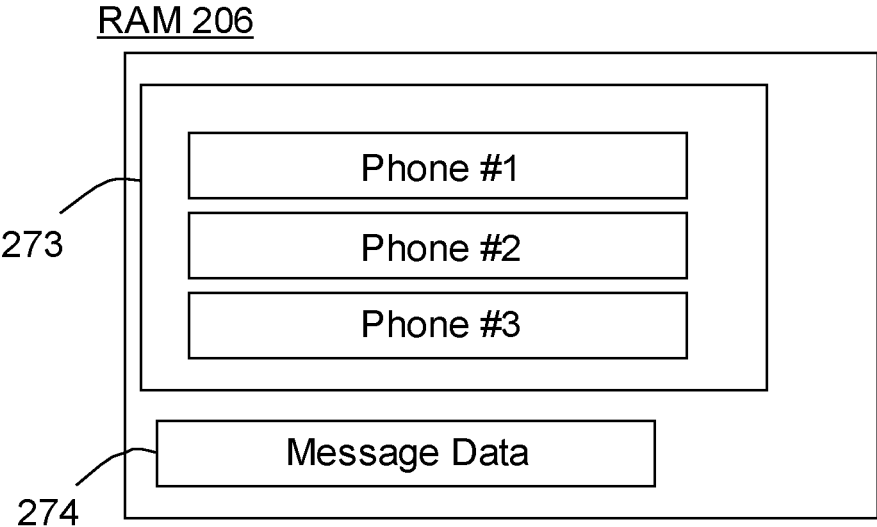 RAM 206
Phone #1
273
Phone #2
Phone #3
Message Data
274